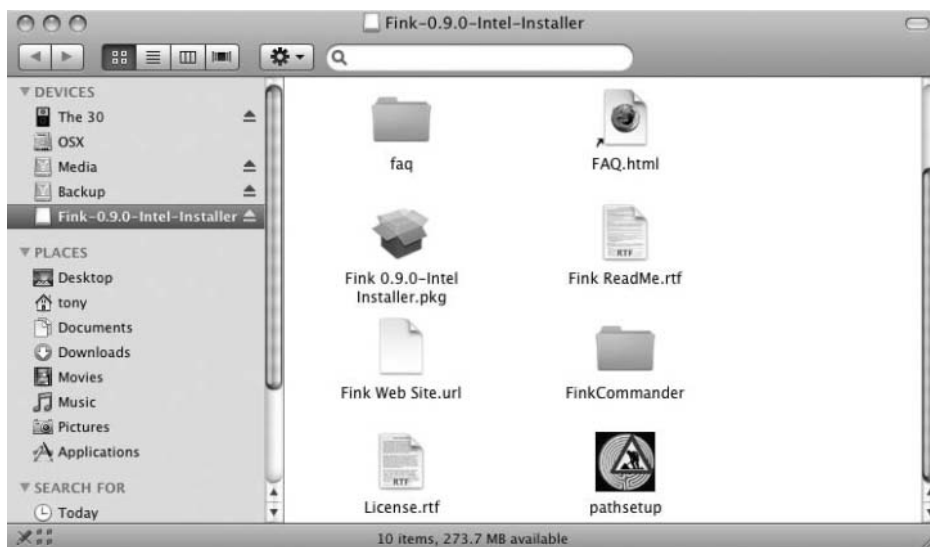 Fink-0.9.0-Intel-Installer
DEVICES
The 30
OSX
Media
Backup
Fink-0.9.0-Intel-Installer
PLACES
Desktop
tony
Documents
Downloads
Movies
Music
Pictures
Applications
SEARCH FOR
Today
faq
FAQ.html
Fink 0.9.0-Intel
Installer.pkg
RTF
Fink ReadMe.rtf
Fink Web Site.url
FinkCommander
RTF
License.rtf
pathsetup
10 items, 273.7 MB available